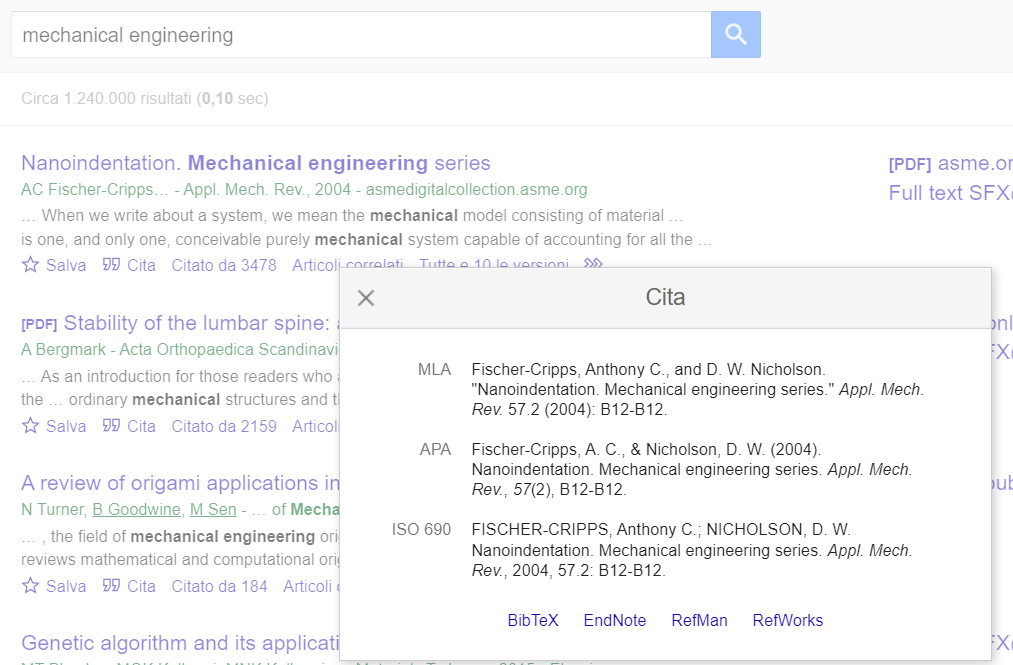 mechanical engineering
Circa 1.240.000 risultati (0,10 sec)
Nanoindentation. Mechanical engineering series
[PDF] asme.or
AC Fischer-Cripps… - Appl. Mech. Rev., 2004 - asmedigitalcollection.asme.org
Full text SFX
… When we write about a system, we mean the mechanical model consisting of material …
is one, and only one, conceivable purely mechanical system capable of accounting for all the …
Salva Cita Citato da 3478 Articoli correlati Tutte e 10 le versioni
Cita
[PDF] Stability of the lumbar spine:
A Bergmark - Acta Orthopaedica Scandinavi
… As an introduction for those readers who
the … ordinary mechanical structures and
Salva Cita Citato da 2159 Articol
MLA Fischer-Cripps, Anthony C., and D. W. Nicholson.
"Nanoindentation. Mechanical engineering series." Appl. Mech.
Rev. 57.2 (2004): B12-B12.
APA Fischer-Cripps, A. C., & Nicholson, D. W. (2004).
Nanoindentation. Mechanical engineering series. Appl. Mech.
Rev., 57(2), B12-B12.
A review of origami applications in
N Turner, B Goodwine, M Sen - … of Mecha
… , the field of mechanical engineering ori
reviews mathematical and computational orig
Salva Cita Citato da 184 Articoli
ISO 690 FISCHER-CRIPPS, Anthony C.; NICHOLSON, D. W.
Nanoindentation. Mechanical engineering series. Appl. Mech.
Rev., 2004, 57.2: B12-B12.
BibTeX EndNote RefMan RefWorks
Genetic algorithm and its applicati